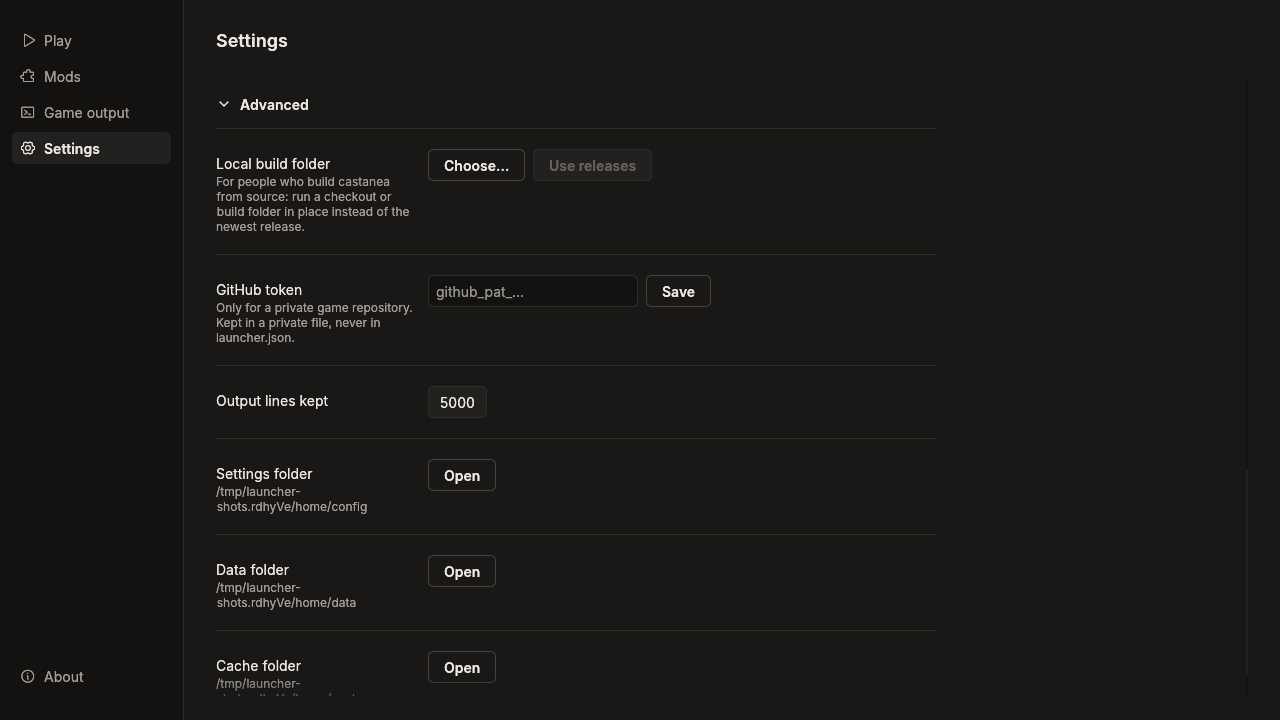 Play
Mods
Game output
Settings
About
Settings
Advanced
Local build folder
For people who build castanea
from source: run a checkout or
build folder in place instead of the
newest release.
Choose...
Use releases
GitHub token
Only for a private game repository.
Kept in a private file, never in
launcher.json.
github_pat_...
Save
Output lines kept
5000
Settings folder
/tmp/launcher-
shots.rdhyVe/home/config
Open
Data folder
/tmp/launcher-
shots.rdhyVe/home/data
Open
Cache folder
/tmp/launcher-
Open